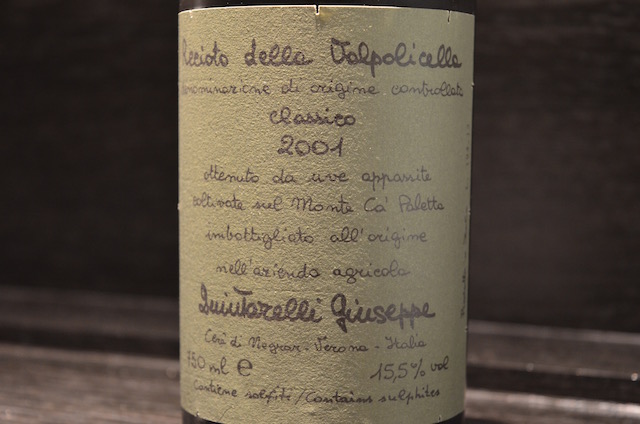 Recioto della Valpolicella
Denominazione di origine controllata
classico
2001
ottenuto da uve appassite
coltivate sul Monte Ca' Paletta
imbottigliato all'origine
nell'azienda agricola
Quintarelli Giuseppe
Cerè di Negrar - Verona - Italia
750 ml e 15,5% vol
Contiene solfiti/Contains sulphites